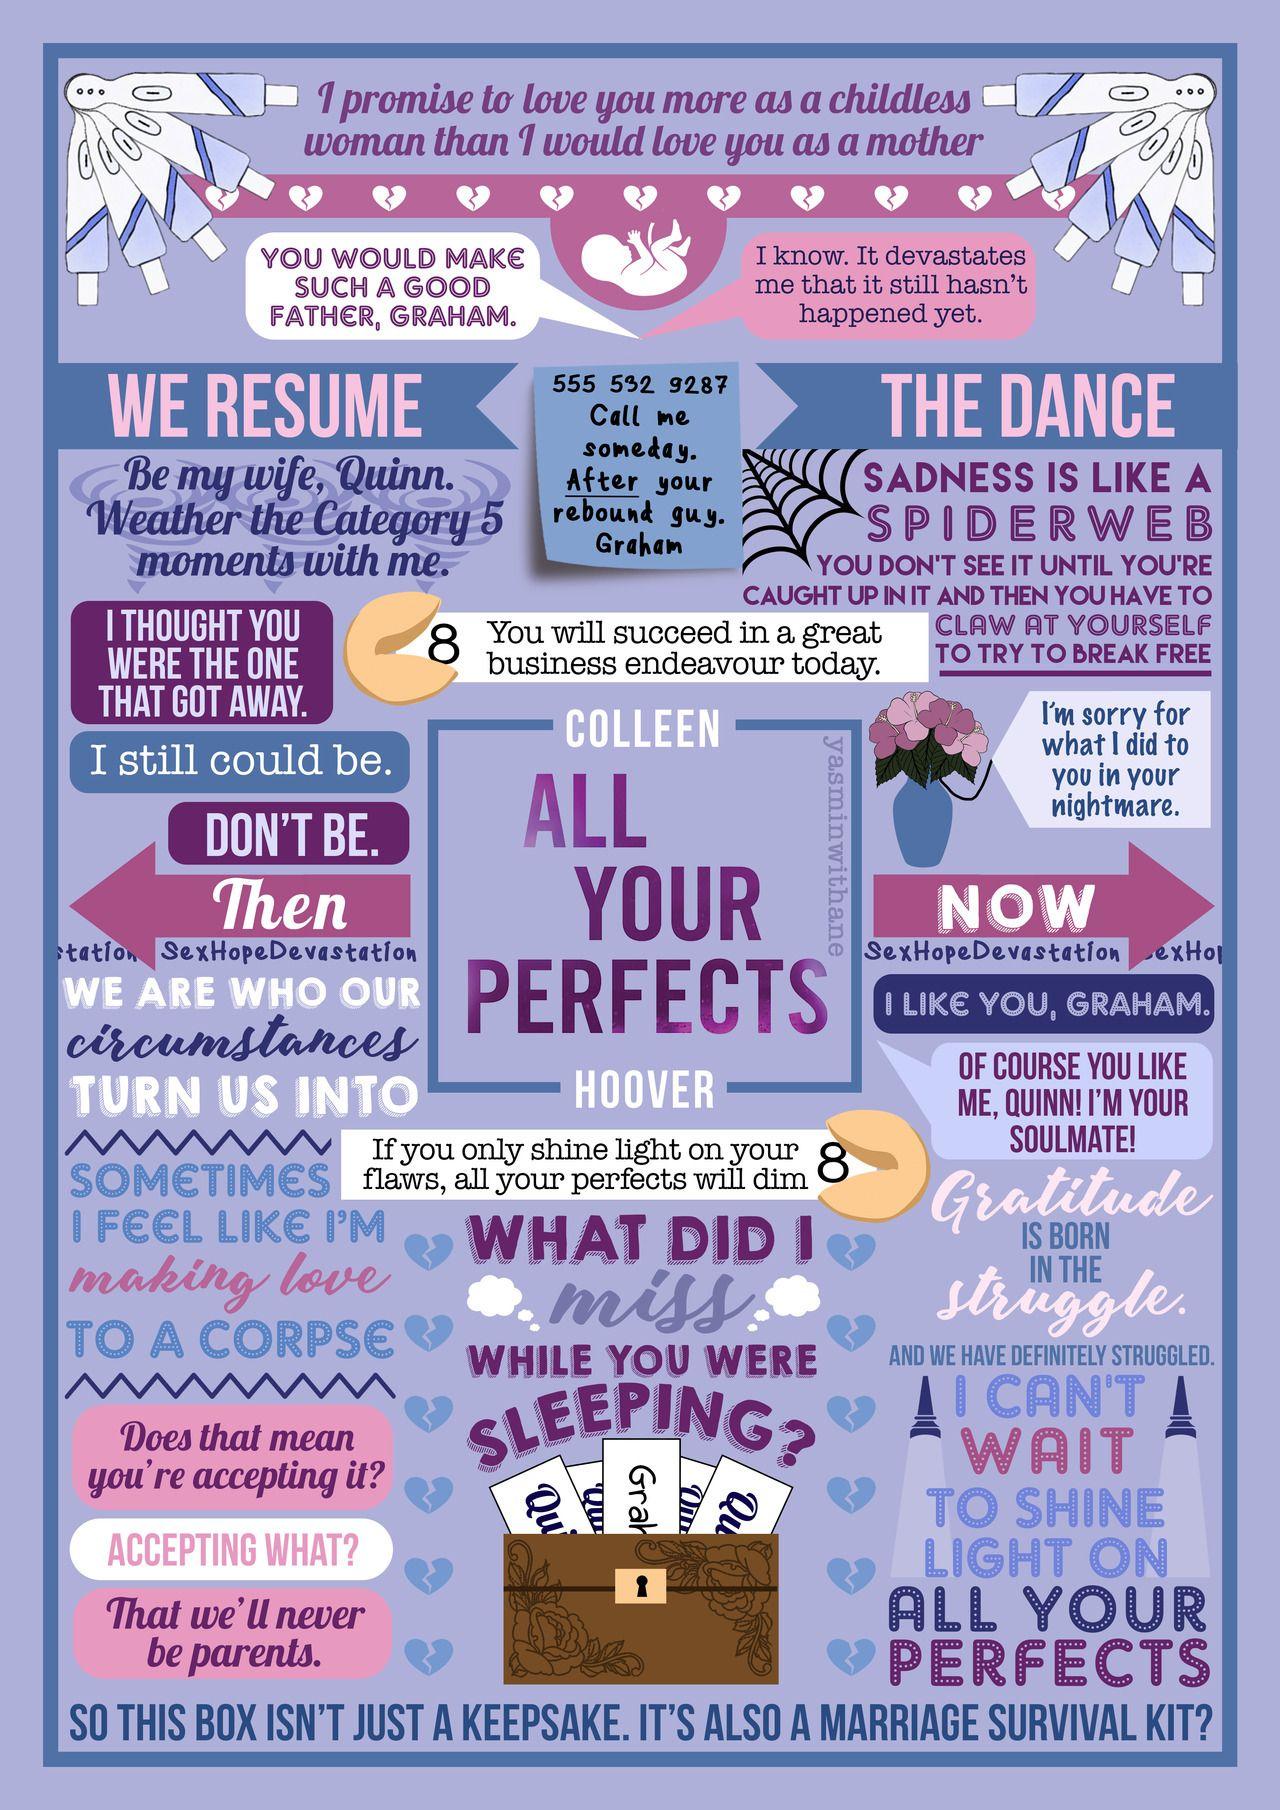 I promise to love you more as a childless
woman than I would love you as a mother
YOU WOULD MAKE
SUCH A GOOD
FATHER, GRAHAM.
I know. It devastates
me that it still hasn't
happened yet.
WE RESUME
THE DANCE
555 532 9287
Call me
someday.
After your
rebound guy.
Graham
Be my wife, Quinn.
Weather the Category 5
moments with me.
SADNESS IS LIKE A
SPIDERWEB
YOU DON'T SEE IT UNTIL YOU'RE
CAUGHT UP IN IT AND THEN YOU HAVE TO
CLAW AT YOURSELF
TO TRY TO BREAK FREE
I THOUGHT YOU
WERE THE ONE
THAT GOT AWAY.
I still could be.
DON'T BE.
8
You will succeed in a great
business endeavour today.
I'm sorry for
what I did to
you in your
nightmare.
COLLEEN
ALL
YOUR
PERFECTS
HOOVER
yasminwithane
Then
station SexHopeDevastation
NOW
SexHopeDevastation SexHop
WE ARE WHO OUR
circumstances
TURN US INTO
I LIKE YOU, GRAHAM.
OF COURSE YOU LIKE
ME, QUINN! I'M YOUR
SOULMATE!
If you only shine light on your
flaws, all your perfects will dim
8
SOMETIMES
I FEEL LIKE I'M
making love
TO A CORPSE
WHAT DID I
miss
WHILE YOU WERE
SLEEPING?
Gratitude
IS BORN
IN THE
struggle.
AND WE HAVE DEFINITELY STRUGGLED.
Does that mean
you're accepting it?
ACCEPTING WHAT?
That we'll never
be parents.
Qui
Qui
Grah
Qui
Qui
I CAN'T
WAIT
TO SHINE
LIGHT ON
ALL YOUR
PERFECTS
SO THIS BOX ISN'T JUST A KEEPSAKE. IT'S ALSO A MARRIAGE SURVIVAL KIT?